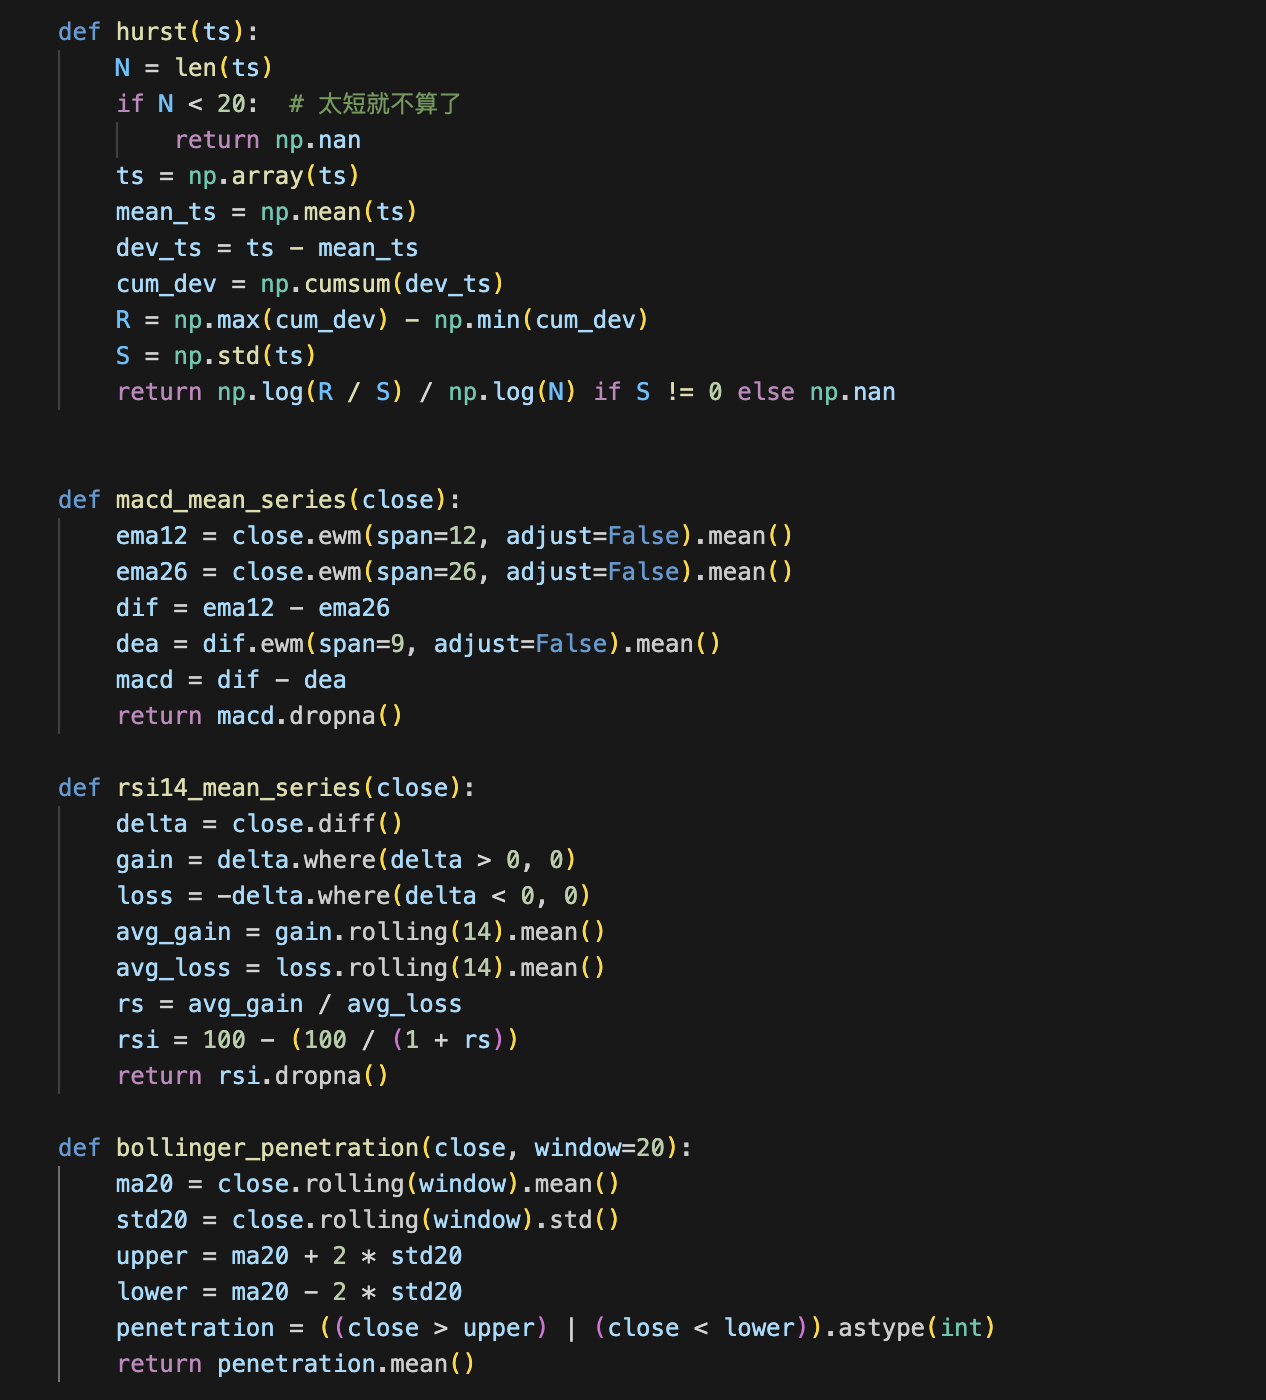 def hurst(ts):
    N = len(ts)
    if N < 20:  # 太短就不算了
        return np.nan
    ts = np.array(ts)
    mean_ts = np.mean(ts)
    dev_ts = ts - mean_ts
    cum_dev = np.cumsum(dev_ts)
    R = np.max(cum_dev) - np.min(cum_dev)
    S = np.std(ts)
    return np.log(R / S) / np.log(N) if S != 0 else np.nan
def macd_mean_series(close):
    ema12 = close.ewm(span=12, adjust=False).mean()
    ema26 = close.ewm(span=26, adjust=False).mean()
    dif = ema12 - ema26
    dea = dif.ewm(span=9, adjust=False).mean()
    macd = dif - dea
    return macd.dropna()
def rsi14_mean_series(close):
    delta = close.diff()
    gain = delta.where(delta > 0, 0)
    loss = -delta.where(delta < 0, 0)
    avg_gain = gain.rolling(14).mean()
    avg_loss = loss.rolling(14).mean()
    rs = avg_gain / avg_loss
    rsi = 100 - (100 / (1 + rs))
    return rsi.dropna()
def bollinger_penetration(close, window=20):
    ma20 = close.rolling(window).mean()
    std20 = close.rolling(window).std()
    upper = ma20 + 2 * std20
    lower = ma20 - 2 * std20
    penetration = ((close > upper) | (close < lower)).astype(int)
    return penetration.mean()